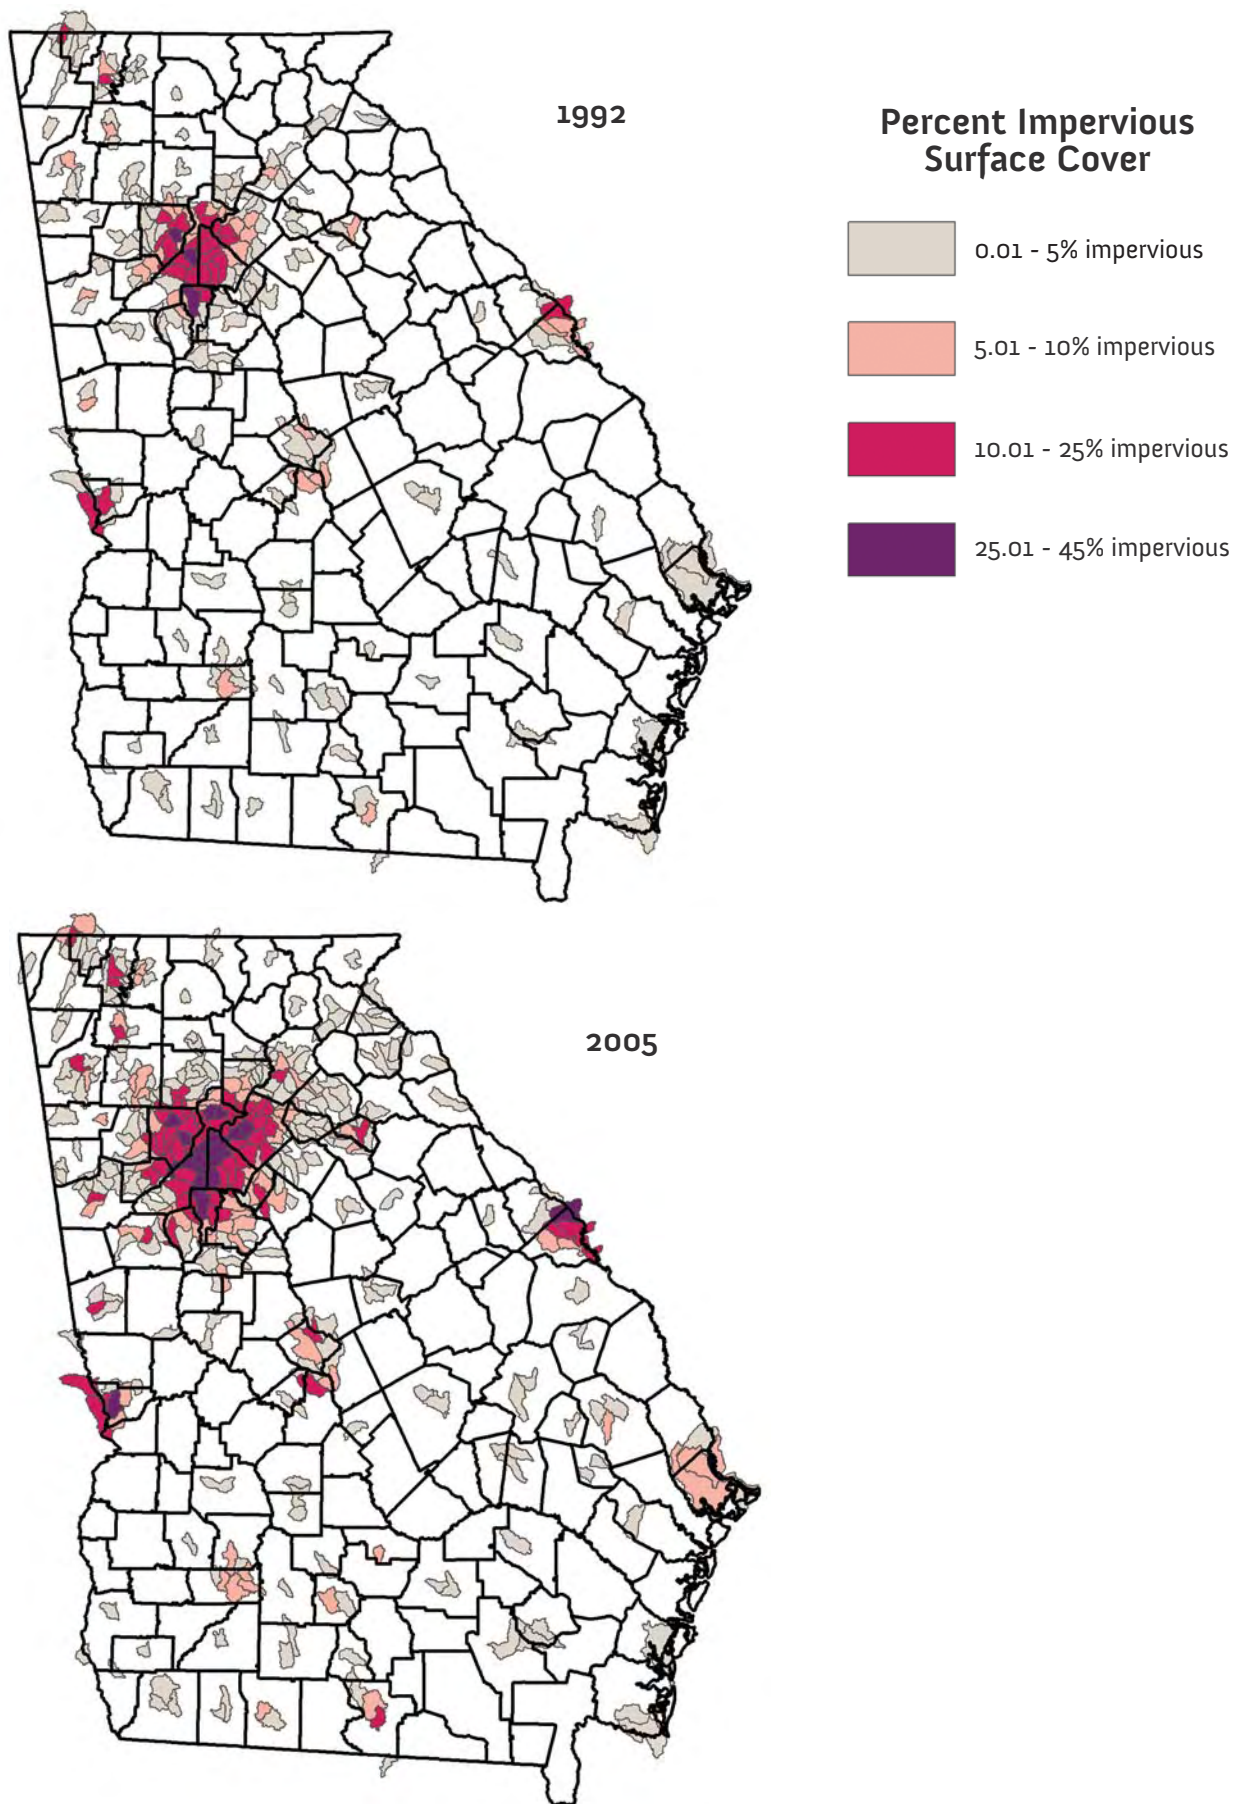 1992
Percent Impervious
Surface Cover
0.01 - 5% impervious
5.01 - 10% impervious
10.01 - 25% impervious
25.01 - 45% impervious
2005